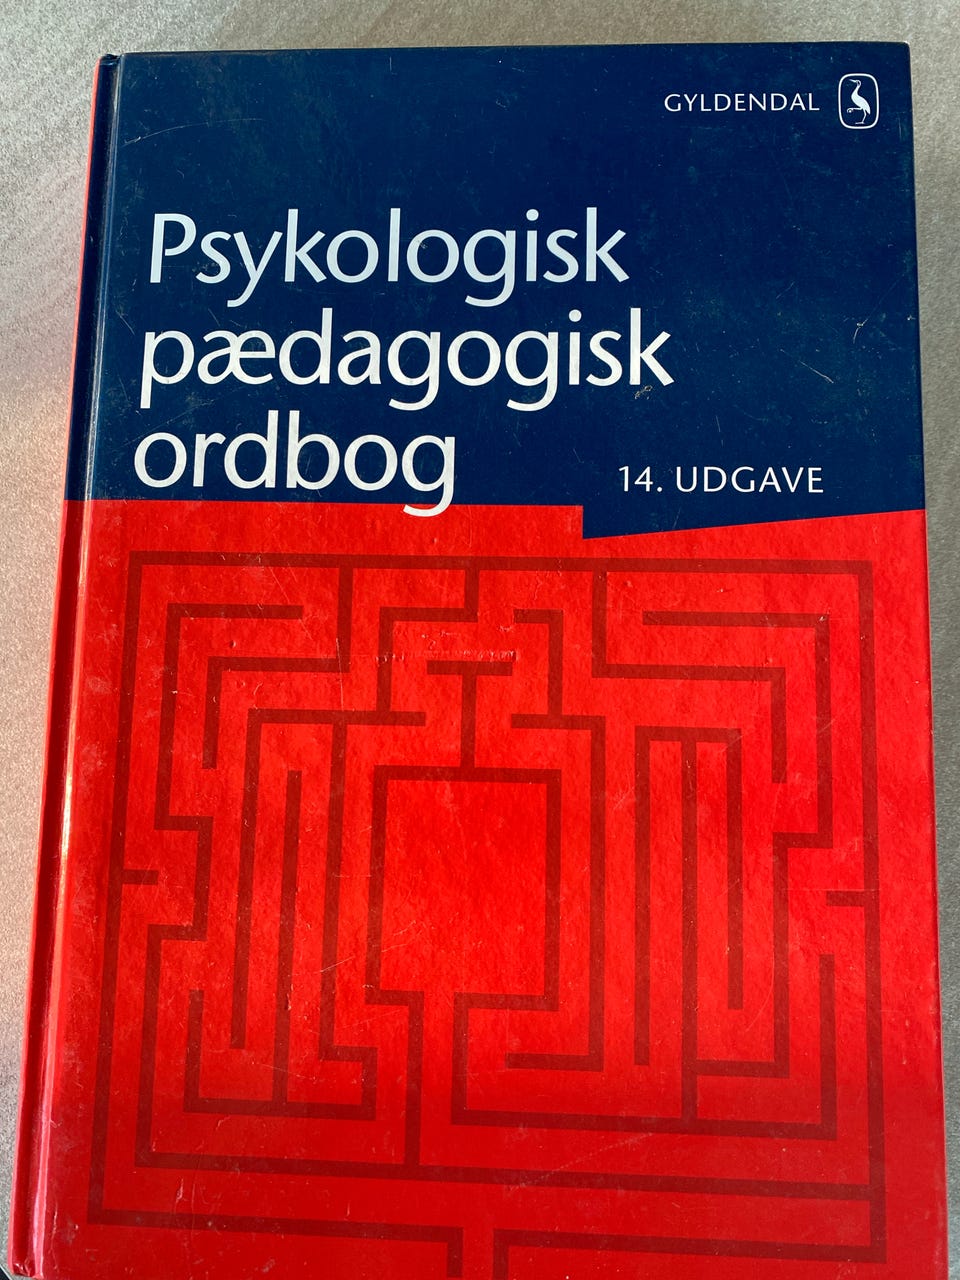 GYLDENDAL
Psykologisk
pædagogisk
ordbog
14. UDGAVE